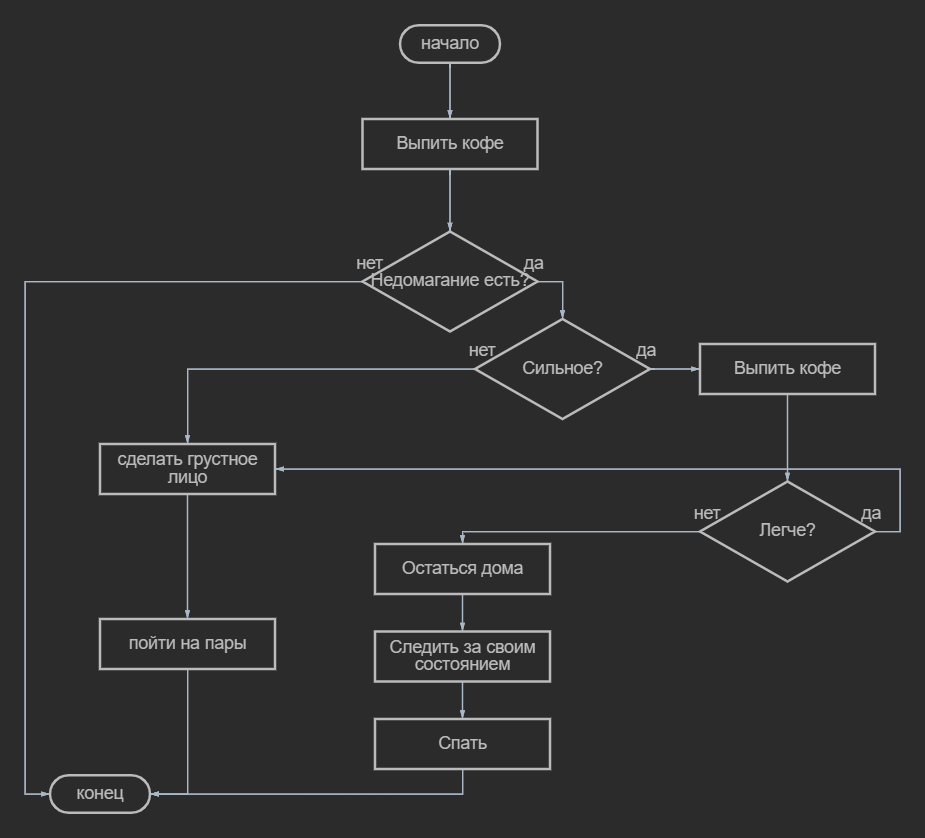 начало
Выпить кофе
нет
да
Недомагание есть?
нет
да
Сильное?
Выпить кофе
сделать грустное
лицо
нет
да
Легче?
Остаться дома
пойти на пары
Следить за своим
состоянием
Спать
конец